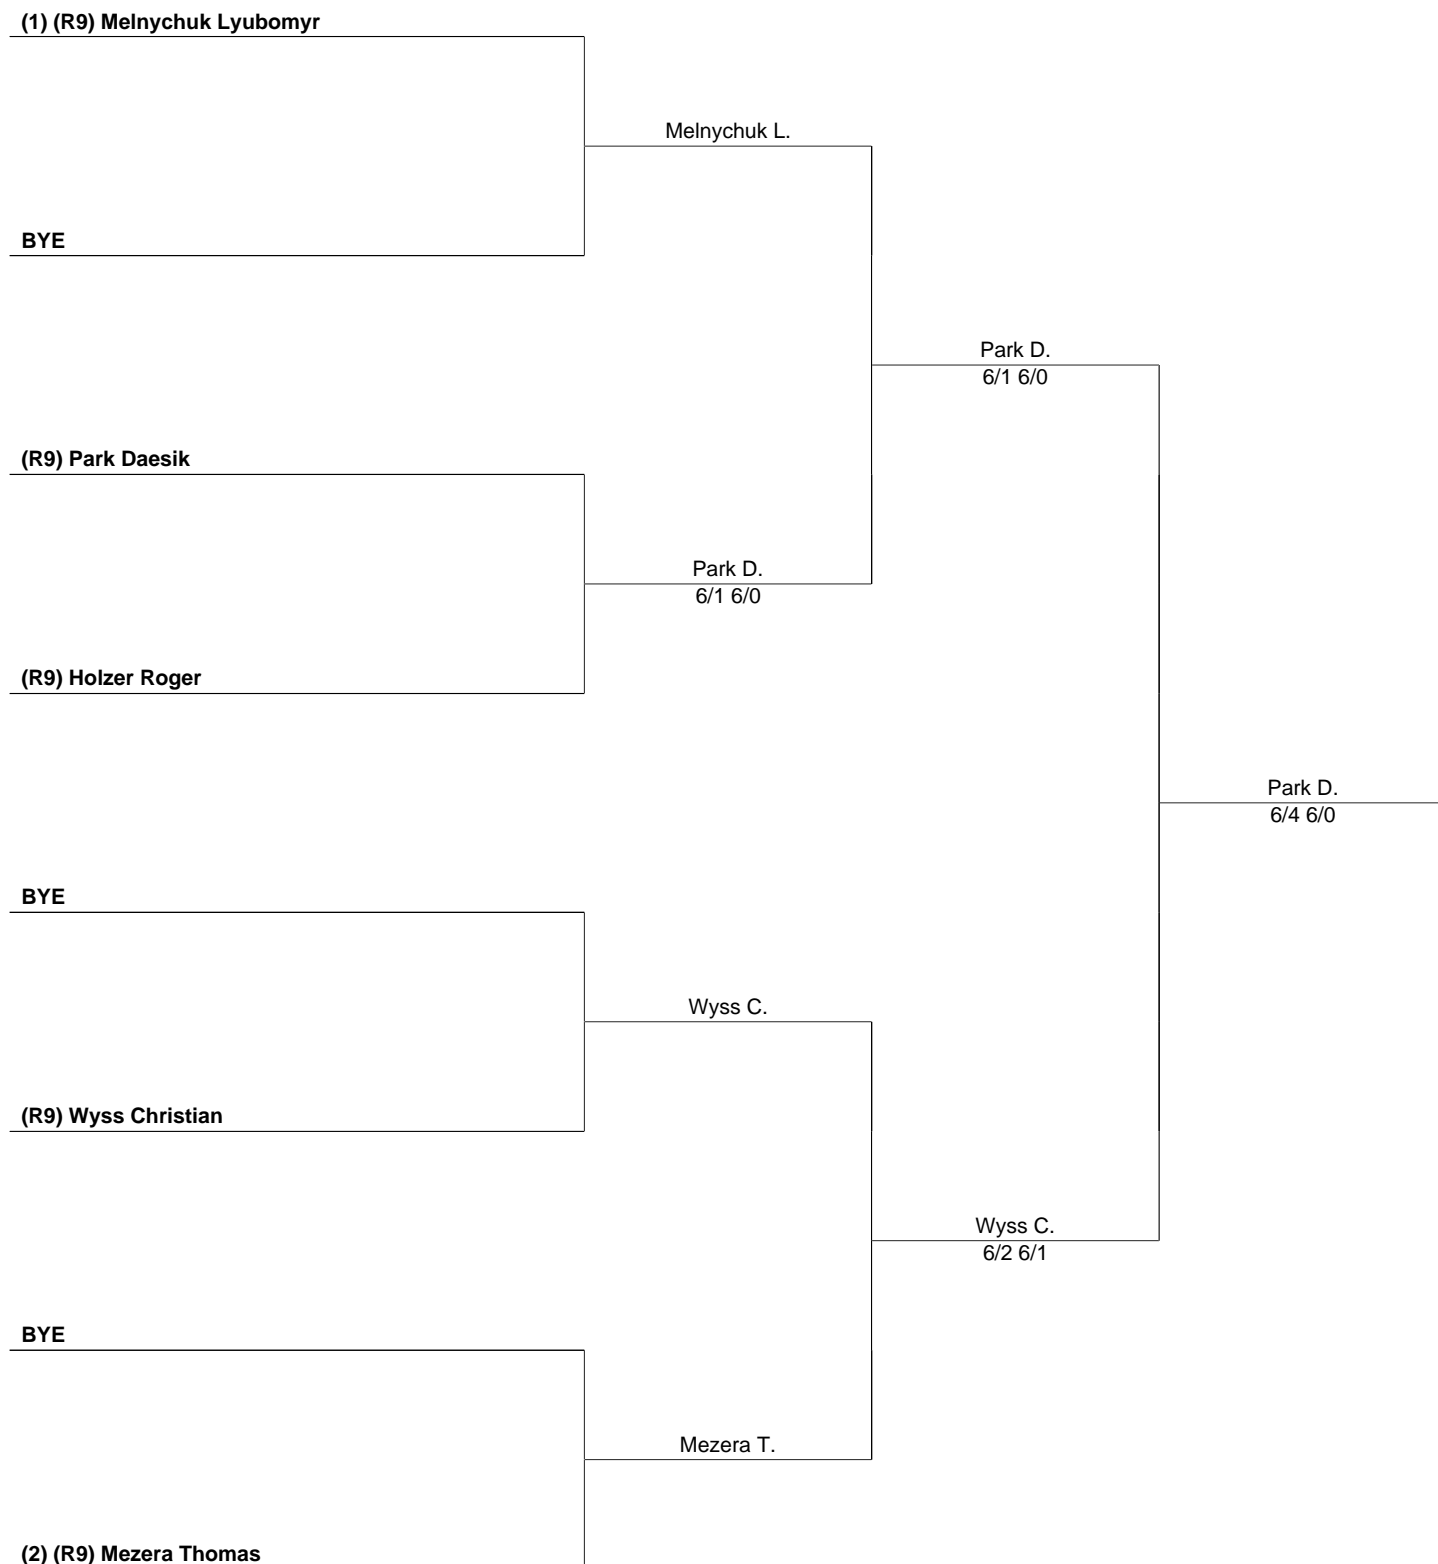 (1) (R9) Melnychuk Lyubomyr
Melnychuk L.
BYE
Park D.
6/1 6/0
(R9) Park Daesik
Park D.
6/1 6/0
(R9) Holzer Roger
Park D.
6/4 6/0
BYE
Wyss C.
(R9) Wyss Christian
Wyss C.
6/2 6/1
BYE
Mezera T.
(2) (R9) Mezera Thomas